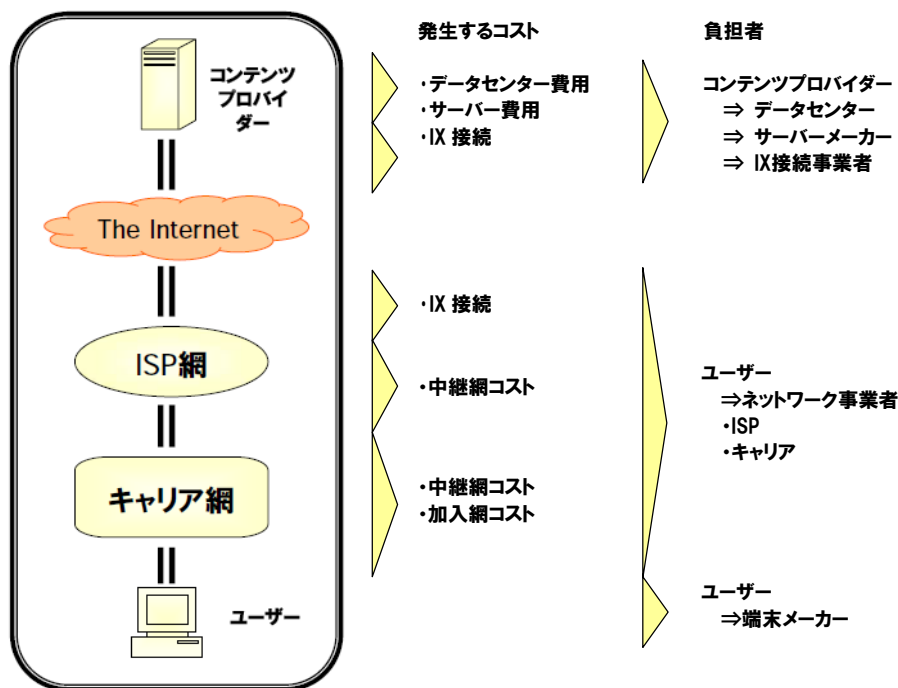 発生するコスト
負担者
コンテンツ
プロバイ
ダー
・データセンター費用
・サーバー費用
・IX 接続
コンテンツプロバイダー
⇒ データセンター
⇒ サーバーメーカー
⇒ IX接続事業者
The Internet
・IX 接続
ISP網
・中継網コスト
ユーザー
⇒ネットワーク事業者
・ISP
・キャリア
キャリア網
・中継網コスト
・加入網コスト
ユーザー
ユーザー
⇒端末メーカー